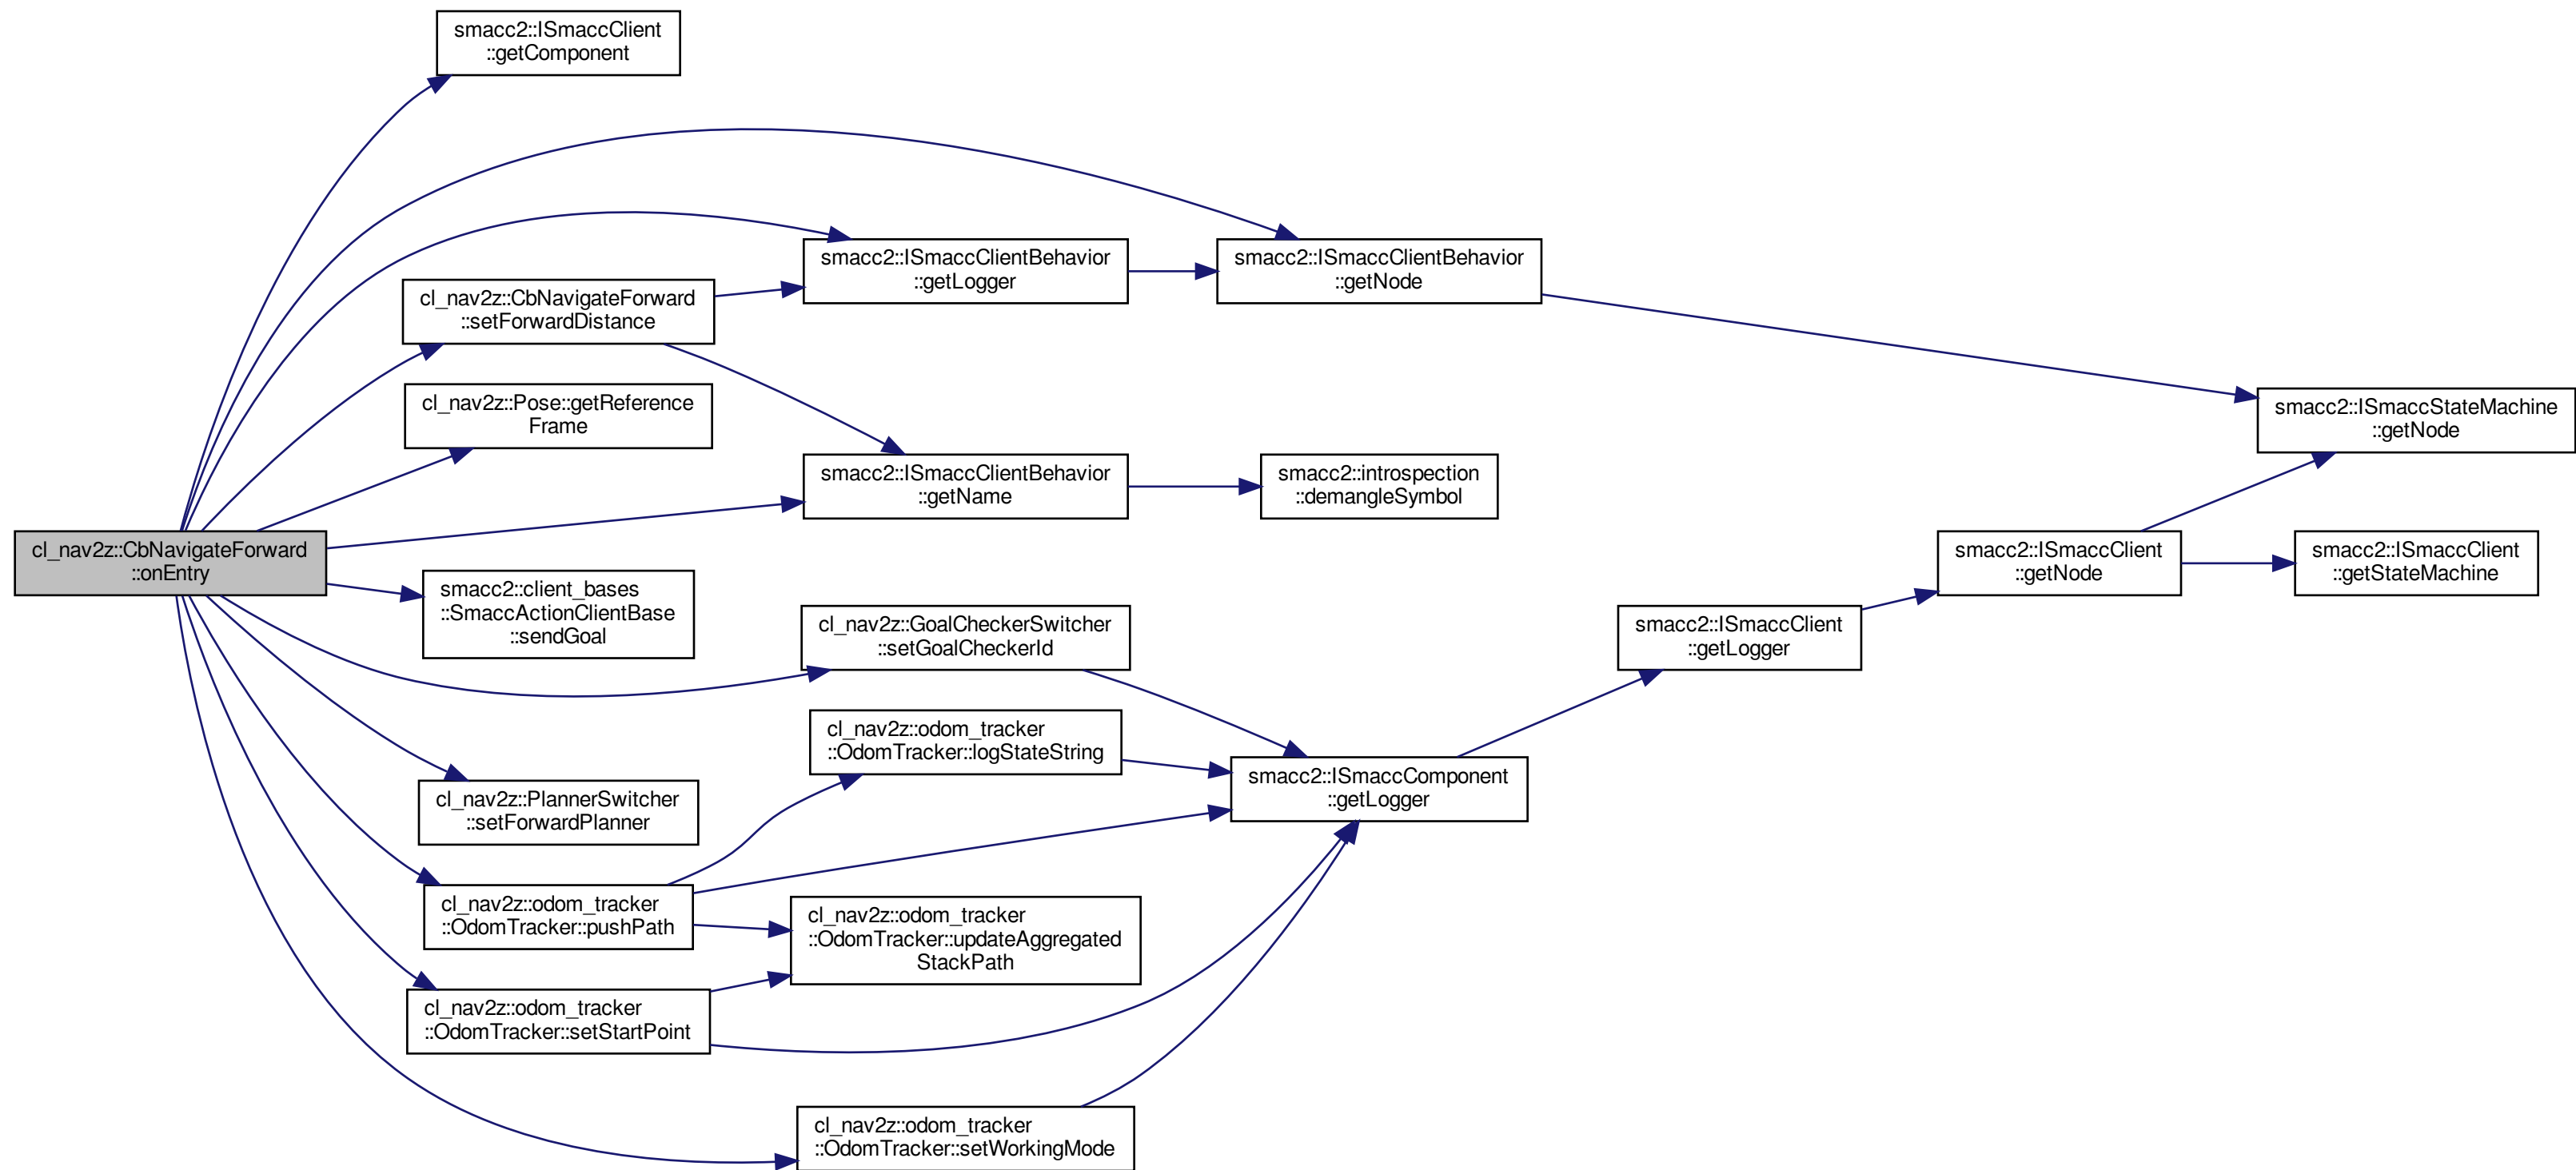 smacc2::ISmaccClient
::getComponent
smacc2::ISmaccClientBehavior
::getLogger
smacc2::ISmaccClientBehavior
::getNode
cl_nav2z::CbNavigateForward
::setForwardDistance
cl_nav2z::Pose::getReference
Frame
smacc2::ISmaccStateMachine
::getNode
smacc2::ISmaccClientBehavior
::getName
smacc2::introspection
::demangleSymbol
cl_nav2z::CbNavigateForward
::onEntry
smacc2::ISmaccClient
::getNode
smacc2::ISmaccClient
::getStateMachine
smacc2::client_bases
::SmaccActionClientBase
::sendGoal
cl_nav2z::GoalCheckerSwitcher
::setGoalCheckerId
smacc2::ISmaccClient
::getLogger
cl_nav2z::odom_tracker
::OdomTracker::logStateString
smacc2::ISmaccComponent
::getLogger
cl_nav2z::PlannerSwitcher
::setForwardPlanner
cl_nav2z::odom_tracker
::OdomTracker::pushPath
cl_nav2z::odom_tracker
::OdomTracker::updateAggregated
StackPath
cl_nav2z::odom_tracker
::OdomTracker::setStartPoint
cl_nav2z::odom_tracker
::OdomTracker::setWorkingMode